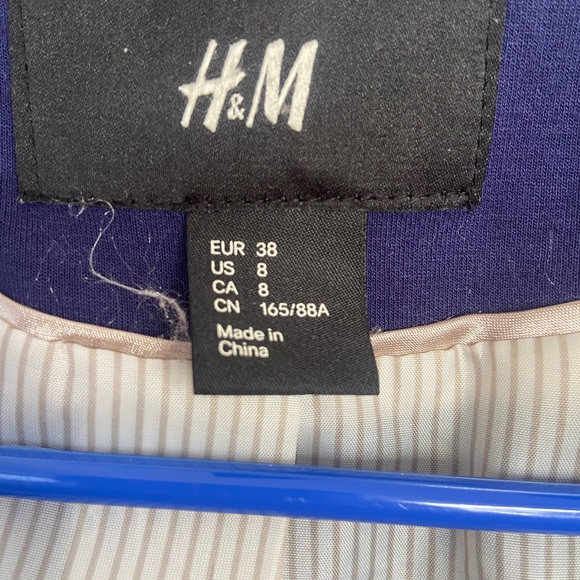 H&M
EUR 38
US 8
CA 8
CN 165/88A
Made in
China